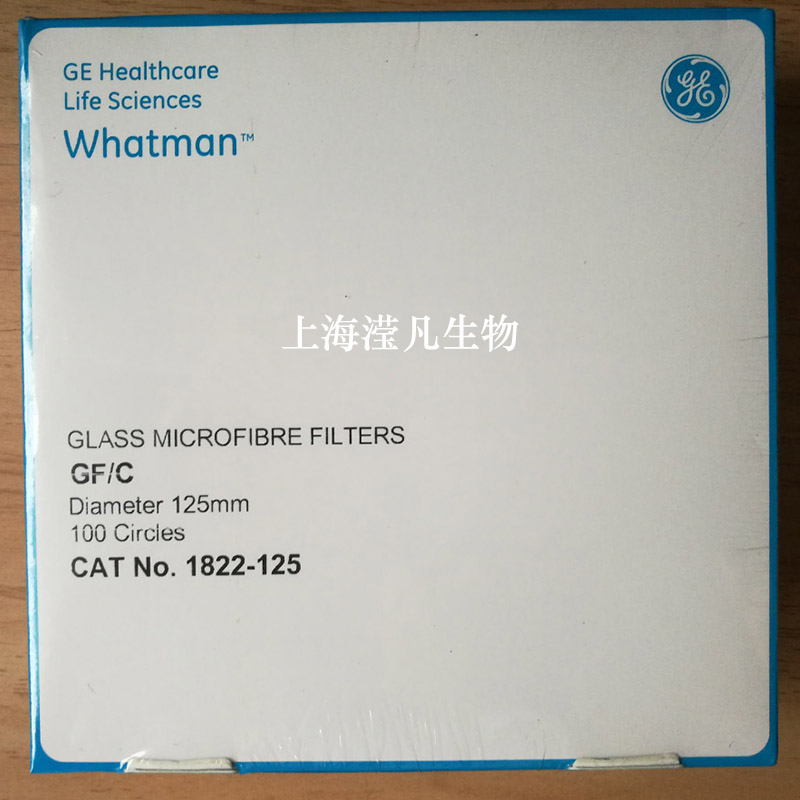 GE Healthcare
Life Sciences
Whatman™
GE
上海滢凡生物
GLASS MICROFIBRE FILTERS
GF/C
Diameter 125mm
100 Circles
CAT No. 1822-125